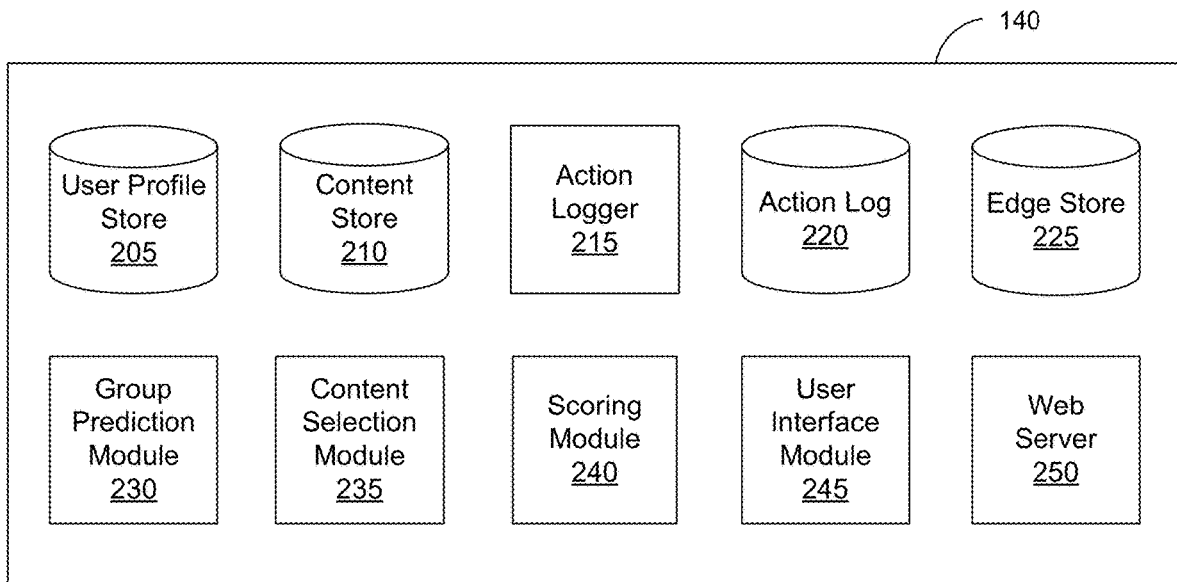 140
User Profile
Store
205
Content
Store
210
Action
Logger
215
Action Log
220
Edge Store
225
Group
Prediction
Module
230
Content
Selection
Module
235
Scoring
Module
240
User
Interface
Module
245
Web
Server
250